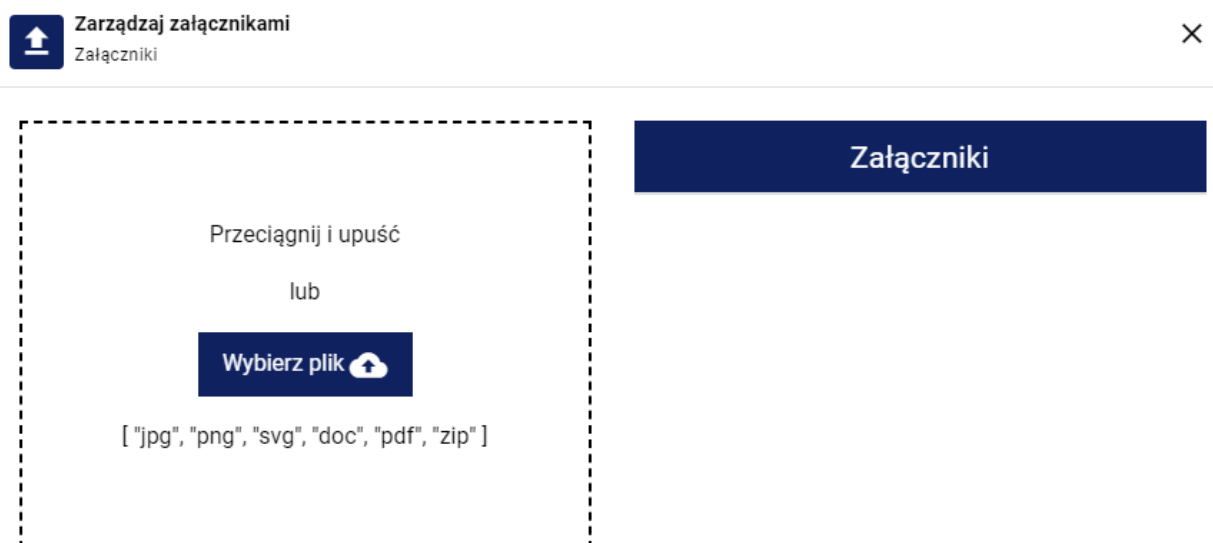 Zarządzaj załącznikami
Załączniki
Przeciągnij i upuść
lub
Wybierz plik
[ "jpg", "png", "svg", "doc", "pdf", "zip" ]
Załączniki